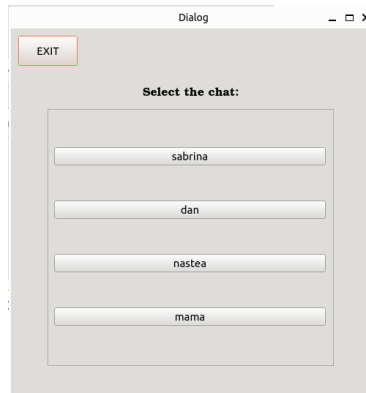 Dialog
EXIT
Select the chat:
sabrina
dan
nastea
mama